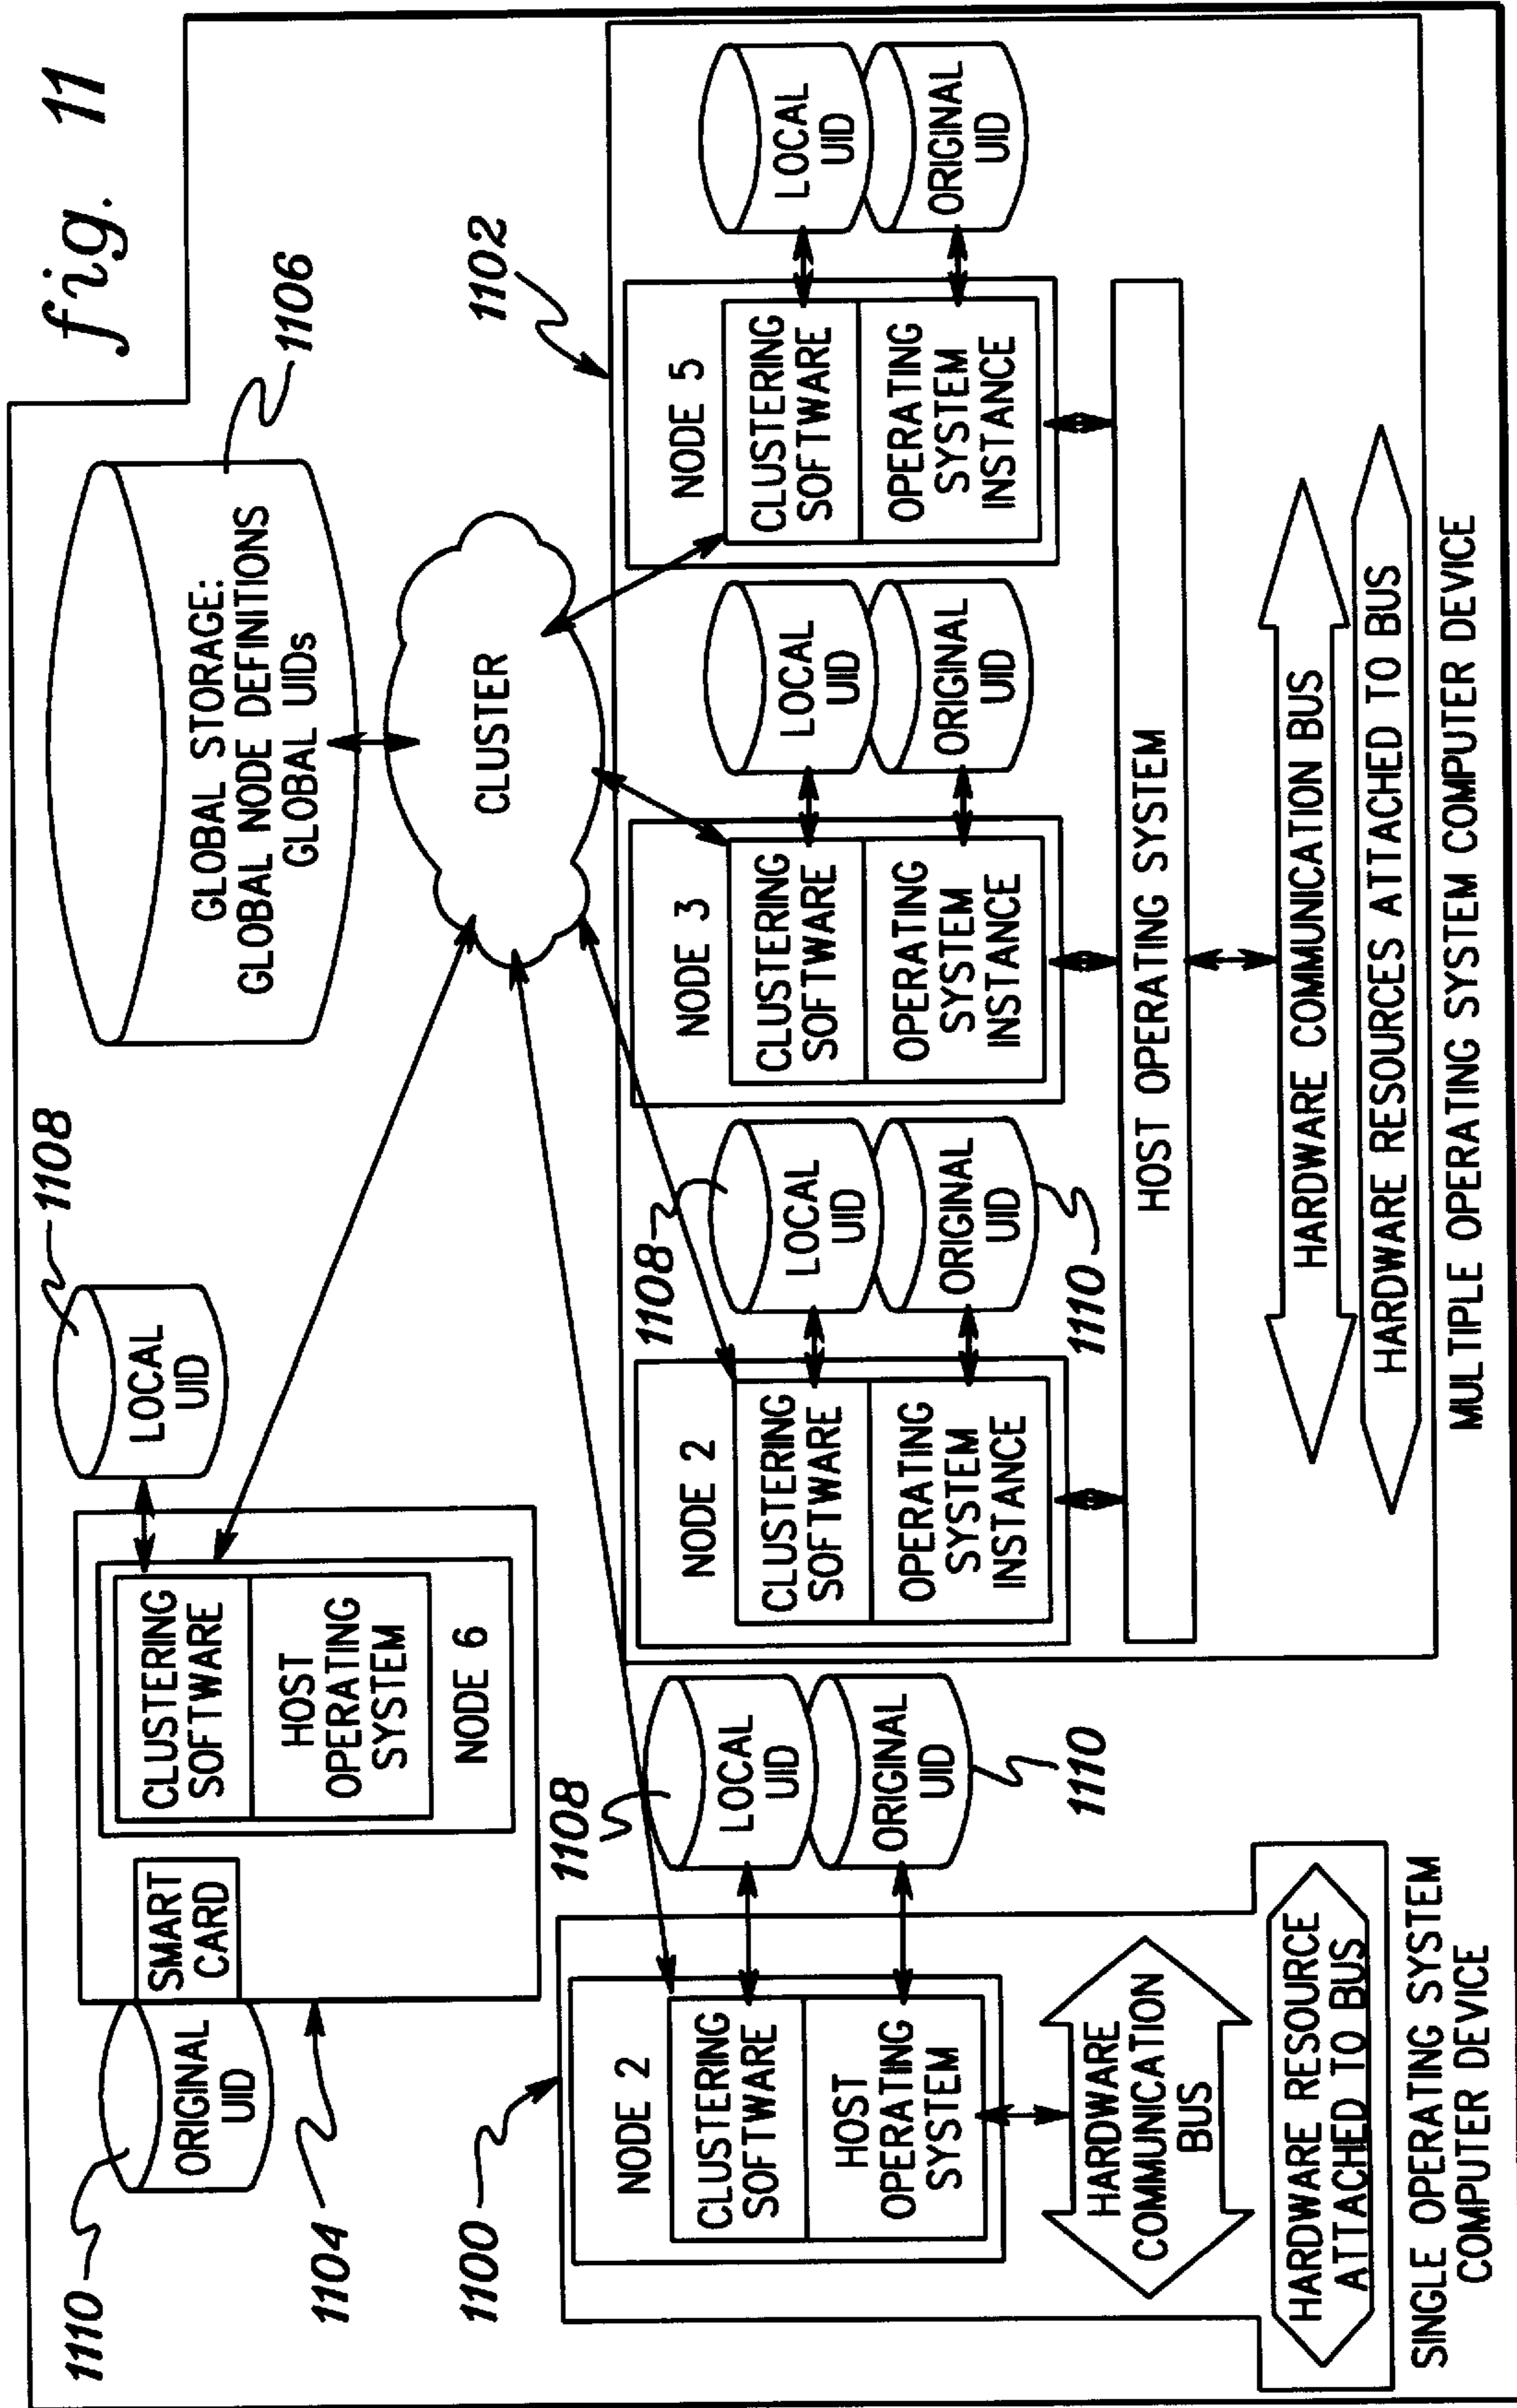 fig. 11
1110
ORIGINAL
UID
SMART
CARD
1104
CLUSTERING
SOFTWARE
HOST
OPERATING
SYSTEM
NODE 6
LOCAL
UID
1108
GLOBAL STORAGE:
GLOBAL NODE DEFINITIONS
GLOBAL UIDs
1106
CLUSTER
1100
NODE 2
CLUSTERING
SOFTWARE
HOST
OPERATING
SYSTEM
1108
LOCAL
UID
ORIGINAL
UID
1110
HARDWARE
COMMUNICATION
BUS
HARDWARE RESOURCE
ATTACHED TO BUS
SINGLE OPERATING SYSTEM
COMPUTER DEVICE
1102
NODE 2
CLUSTERING
SOFTWARE
OPERATING
SYSTEM
INSTANCE
1108
LOCAL
UID
ORIGINAL
UID
1110
NODE 3
CLUSTERING
SOFTWARE
OPERATING
SYSTEM
INSTANCE
LOCAL
UID
ORIGINAL
UID
NODE 5
CLUSTERING
SOFTWARE
OPERATING
SYSTEM
INSTANCE
LOCAL
UID
ORIGINAL
UID
HOST OPERATING SYSTEM
HARDWARE COMMUNICATION BUS
HARDWARE RESOURCES ATTACHED TO BUS
MULTIPLE OPERATING SYSTEM COMPUTER DEVICE